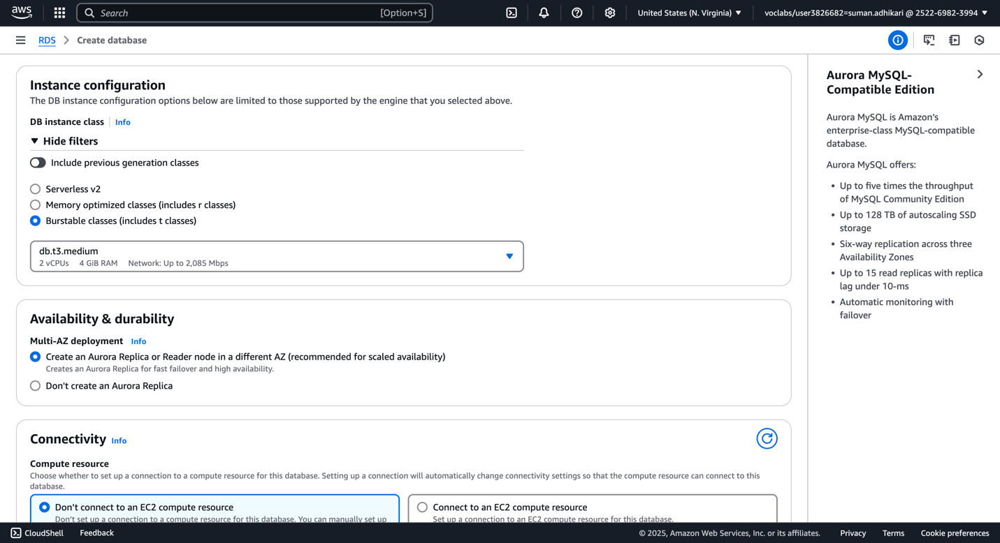 aws
Search [Option+S]
United States (N. Virginia)
voclabs/user3826682=suman.adhikari @ 2522-6982-3994
RDS
Create database
Instance configuration
The DB instance configuration options below are limited to those supported by the engine that you selected above.
DB instance class
Info
Hide filters
Include previous generation classes
Serverless v2
Memory optimized classes (includes r classes)
Burstable classes (includes t classes)
db.t3.medium
2 vCPUs 4 GiB RAM Network: Up to 2,085 Mbps
Availability & durability
Multi-AZ deployment Info
Create an Aurora Replica or Reader node in a different AZ (recommended for scaled availability)
Creates an Aurora Replica for fast failover and high availability.
Don't create an Aurora Replica
Connectivity Info
Compute resource
Choose whether to set up a connection to a compute resource for this database. Setting up a connection will automatically change connectivity settings so that the compute resource can connect to this
database.
Don’t connect to an EC2 compute resource
Don’t set up a connection to a compute resource for this database. You can manually set up
Connect to an EC2 compute resource
Set up a connection to an EC2 compute resource for this database.
Aurora MySQL-
Compatible Edition
Aurora MySQL is Amazon’s
enterprise-class MySQL-compatible
database.
Aurora MySQL offers:
• Up to five times the throughput
of MySQL Community Edition
• Up to 128 TB of autoscaling SSD
storage
• Six-way replication across three
Availability Zones
• Up to 15 read replicas with replica
lag under 10-ms
• Automatic monitoring with
failover
CloudShell
Feedback
© 2025, Amazon Web Services, Inc. or its affiliates.
Privacy
Terms
Cookie preferences